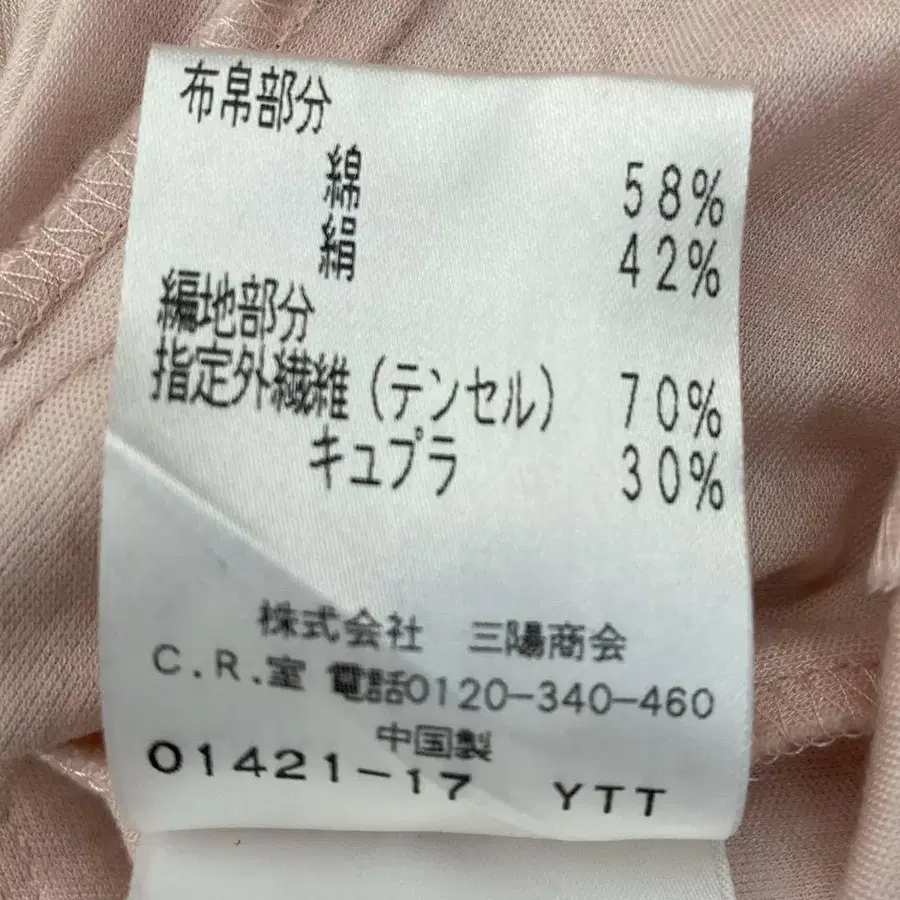 布帛部分
綿 58%
絹 42%
編地部分
指定外繊維(テンセル) 70%
キュプラ 30%
株式会社 三陽商会
C.R.室 電話0120-340-460
中国製
01421-17 YTT